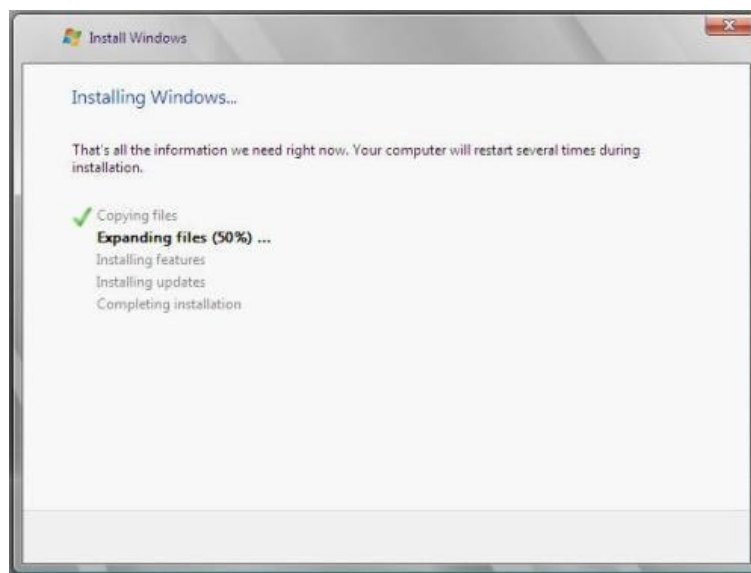 Install Windows
Installing Windows...
That's all the information we need right now. Your computer will restart several times during
installation.
Copying files
Expanding files (50%) ...
Installing features
Installing updates
Completing installation